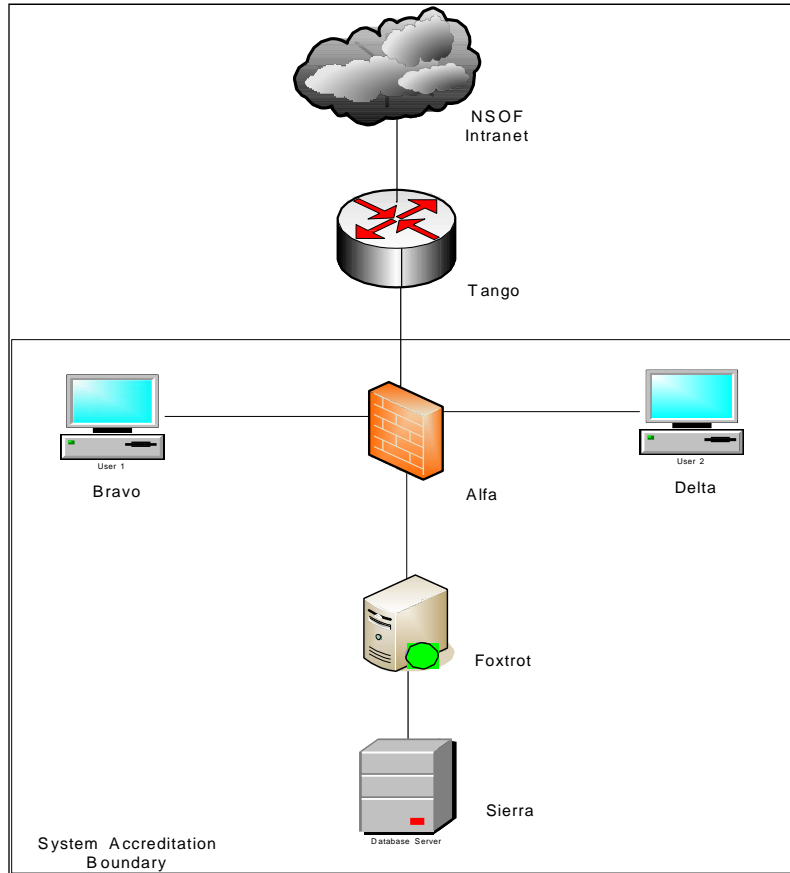 NSOF
Intranet
Tango
User 1
Bravo
Alfa
User 2
Delta
Foxtrot
Sierra
Database Server
System Accreditation
Boundary